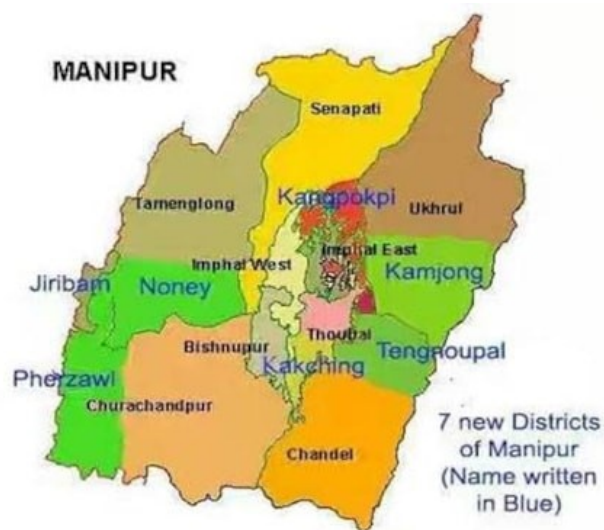 MANIPUR
Senapati
Kangpokpi
Tamenglong
Ukhrul
Imphal East
Imphal West
Kamjong
Jiribam
Noney
Thoubal
Bishnupur
Kakching
Tengnoupal
Pherzawl
Churachandpur
Chandel
7 new Districts
of Manipur
(Name written
in Blue)